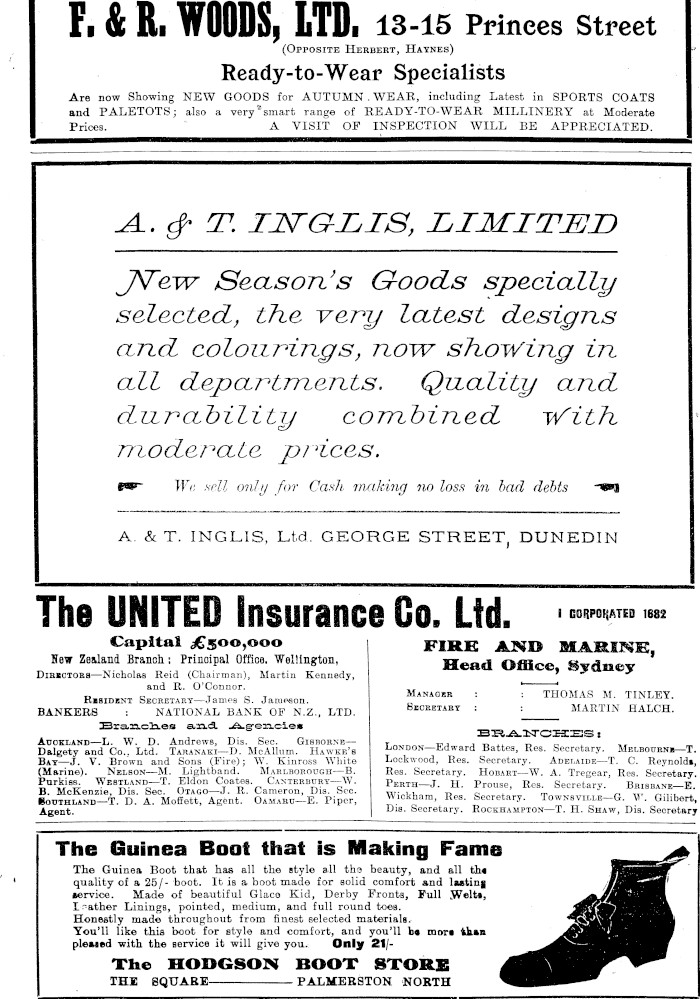 F. & R. WOODS, LTD. 13-15 Princes Street
(Opposite Herbert, Haynes)
Ready-to-Wear Specialists
Are now Showing NEW GOODS for AUTUMN WEAR, including Latest in SPORTS COATS
and PALETOTS; also a very smart range of READY-TO-WEAR MILLINERY at Moderate
Prices. A VISIT OF INSPECTION WILL BE APPRECIATED.
A. & T. INGLIS, LIMITED
New Season's Goods specially
selected, the very latest designs
and colourings, now showing in
all departments. Quality and
durability combined with
moderate prices.
We sell only for Cash making no loss in bad debts
A. & T. INGLIS, Ltd. GEORGE STREET, DUNEDIN
The UNITED Insurance Co. Ltd. I CORPORATED 1682
Capital £500,000
New Zealand Branch: Principal Office, Wellington,
Directors—Nicholas Reid (Chairman), Martin Kennedy,
and R. O'Connor.
Resident Secretary—James S. Jameson.
BANKERS : NATIONAL BANK OF N.Z., LTD.
Branches and Agencies
Auckland—L. W. D. Andrews, Dis. Sec. Gisborne—
Dalgety and Co., Ltd. Taranaki—D. McAllum. Hawke's
Bay—J. V. Brown and Sons (Fire); W. Kinross White
(Marine). Nelson—M. Lightband. Marlborough—B.
Purkiss. Westland—T. Eldon Coates. Canterbury—W.
B. McKenzie, Dis. Sec. Otago—J. R. Cameron, Dis. Sec.
Southland—T. D. A. Moffett, Agent. Oamaru—E. Piper,
Agent.
FIRE AND MARINE,
Head Office, Sydney
Manager : : THOMAS M. TINLEY.
Secretary : : MARTIN HALCH.
BRANCHES:
London—Edward Battes, Res. Secretary. Melbourne—T.
Lockwood, Res. Secretary. Adelaide—T. C. Reynolds,
Res. Secretary. Hobart—W. A. Tregear, Res. Secretary.
Perth—J. H. Prouse, Res. Secretary. Brisbane—E.
Wickham, Res. Secretary. Townsville—G. W. Gilibert,
Dis. Secretary. Rockhampton—T. H. Shaw, Dis. Secretary
The Guinea Boot that is Making Fame
The Guinea Boot that has all the style all the beauty, and all the
quality of a 25/- boot. It is a boot made for solid comfort and lasting
service. Made of beautiful Glace Kid, Derby Fronts, Full Welts,
L ather Linings, pointed, medium, and full round toes.
Honestly made throughout from finest selected materials.
You'll like this boot for style and comfort, and you'll be more than
pleased with the service it will give you. Only 21/-
The HODGSON BOOT STORE
THE SQUARE———PALMERSTON NORTH